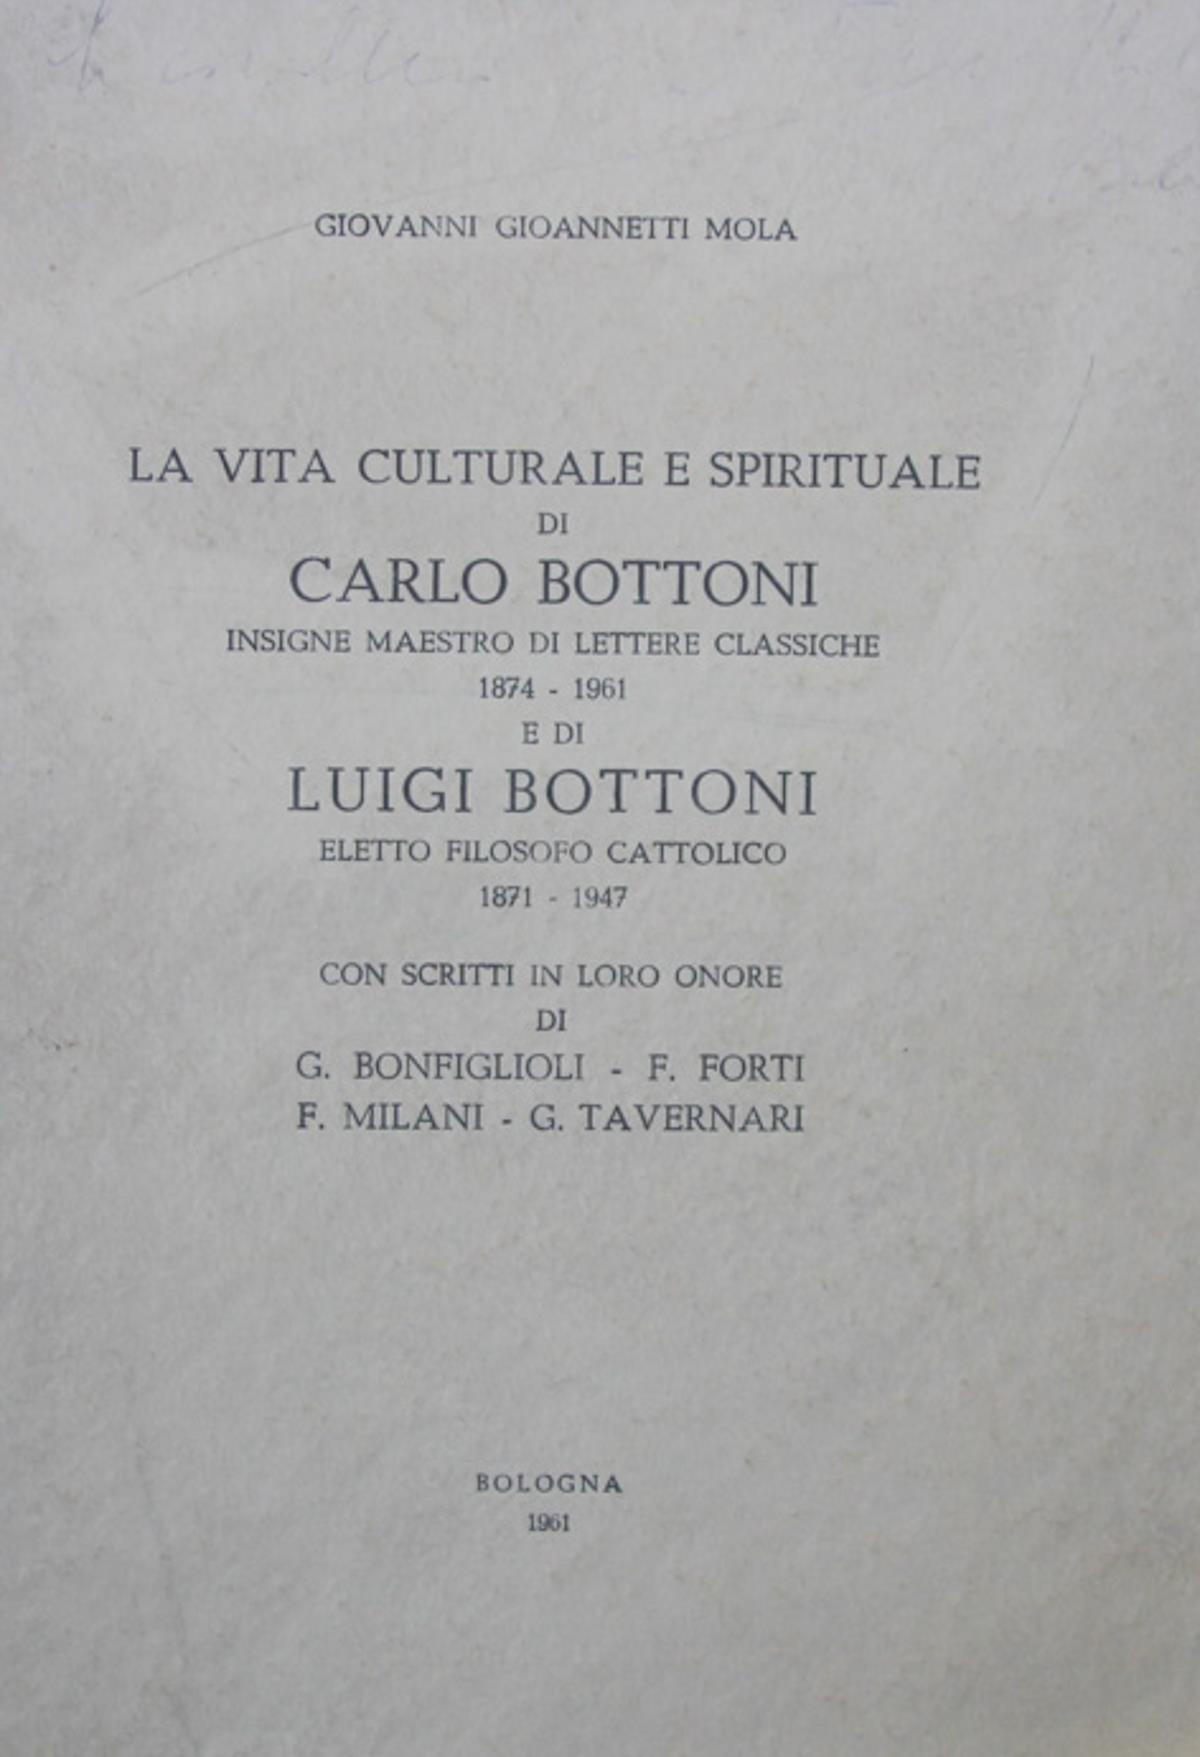 GIOVANNI GIOANNETTI MOLA
LA VITA CULTURALE E SPIRITUALE
DI
CARLO BOTTONI
INSIGNE MAESTRO DI LETTERE CLASSICHE
1874 - 1961
E DI
LUIGI BOTTONI
ELETTO FILOSOFO CATTOLICO
1871 - 1947
CON SCRITTI IN LORO ONORE
DI
G. BONFIGLIOLI - F. FORTI
F. MILANI - G. TAVERNARI
BOLOGNA
1961